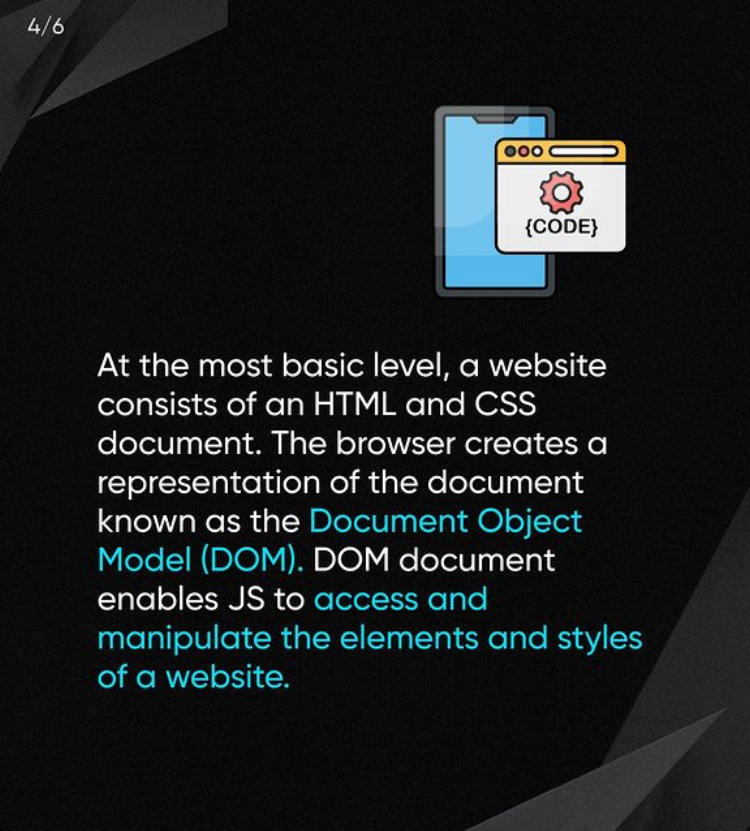 4/6
{CODE}
At the most basic level, a website
consists of an HTML and CSS
document. The browser creates a
representation of the document
known as the Document Object
Model (DOM). DOM document
enables JS to access and
manipulate the elements and styles
of a website.